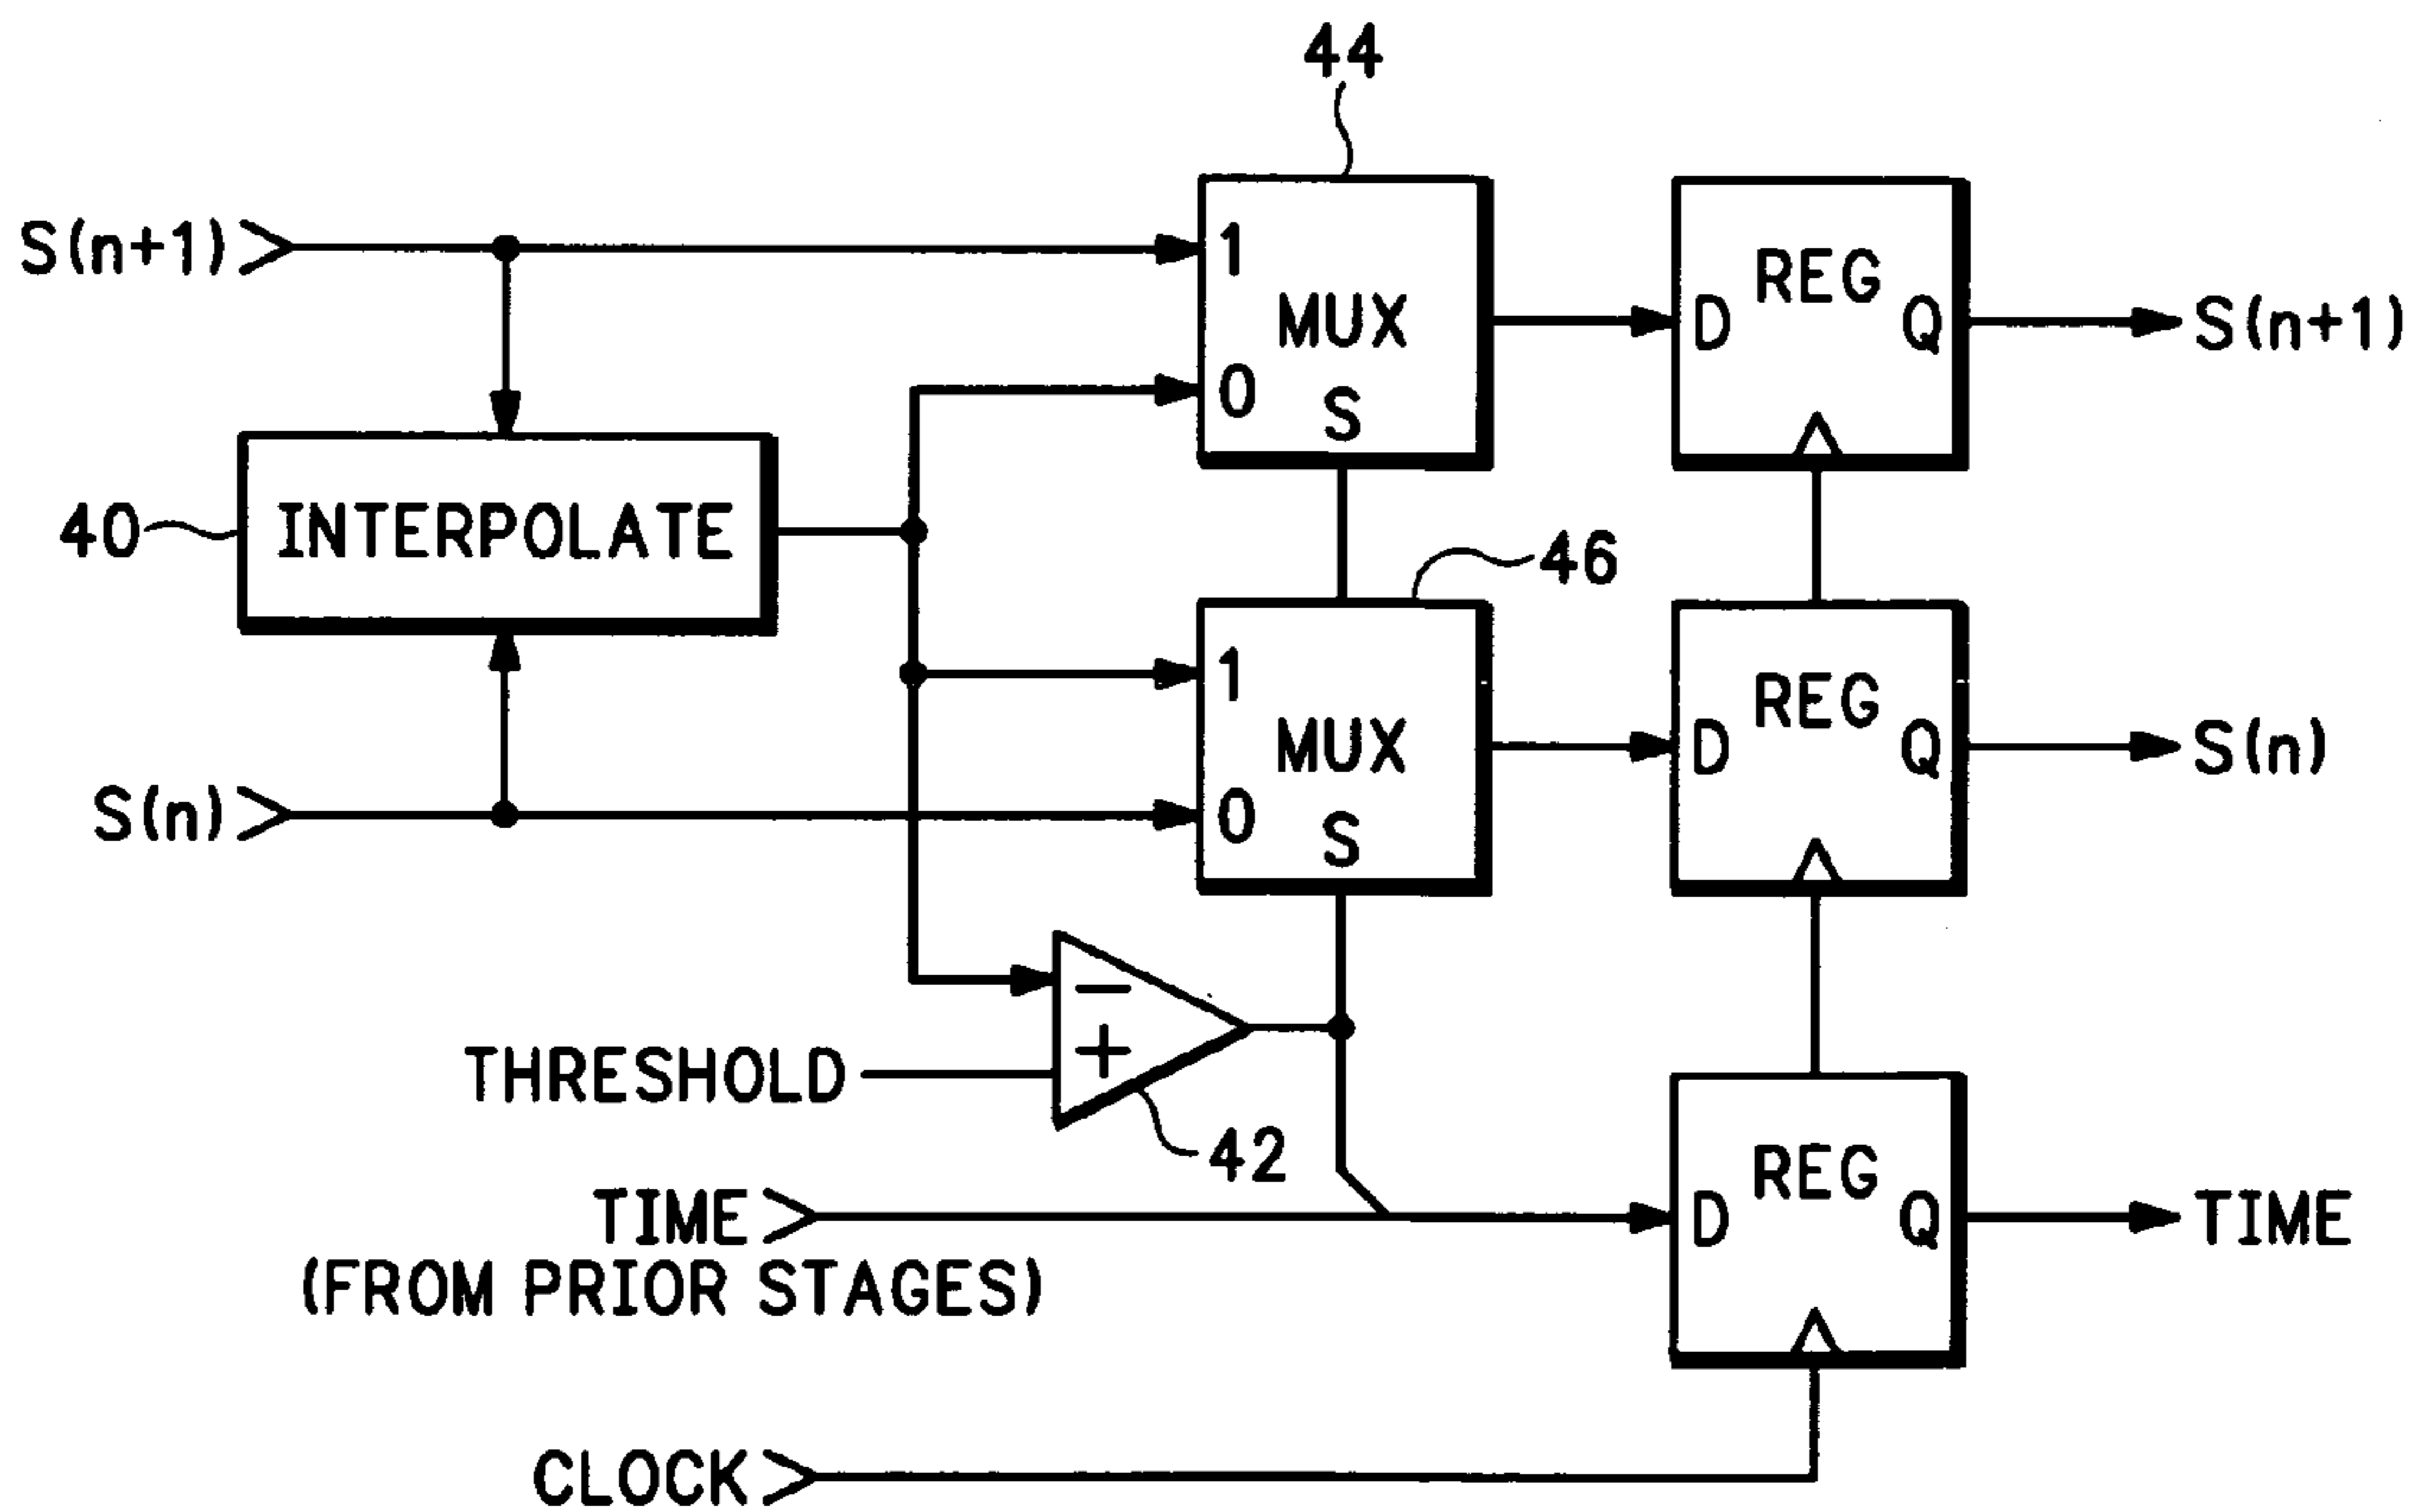 44
S(n+1)
1
MUX
0
S
REG
D
Q
S(n+1)
40
INTERPOLATE
46
S(n)
1
MUX
0
S
REG
D
Q
S(n)
−
+
THRESHOLD
42
TIME
(FROM PRIOR STAGES)
REG
D
Q
TIME
CLOCK